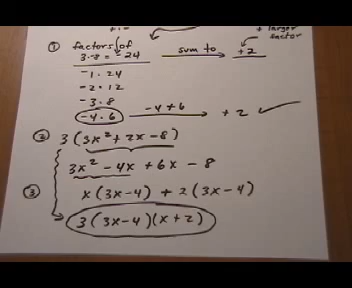 + larger
① factors of sum to +2 factor
3·-8 = -24
-1·24
-2·12
-3·8
-4·6 -4+6 +2 ✓
② 3(3x²+2x-8)
3x² - 4x + 6x - 8
③ x(3x-4) + 2(3x-4)
3(3x-4)(x+2)